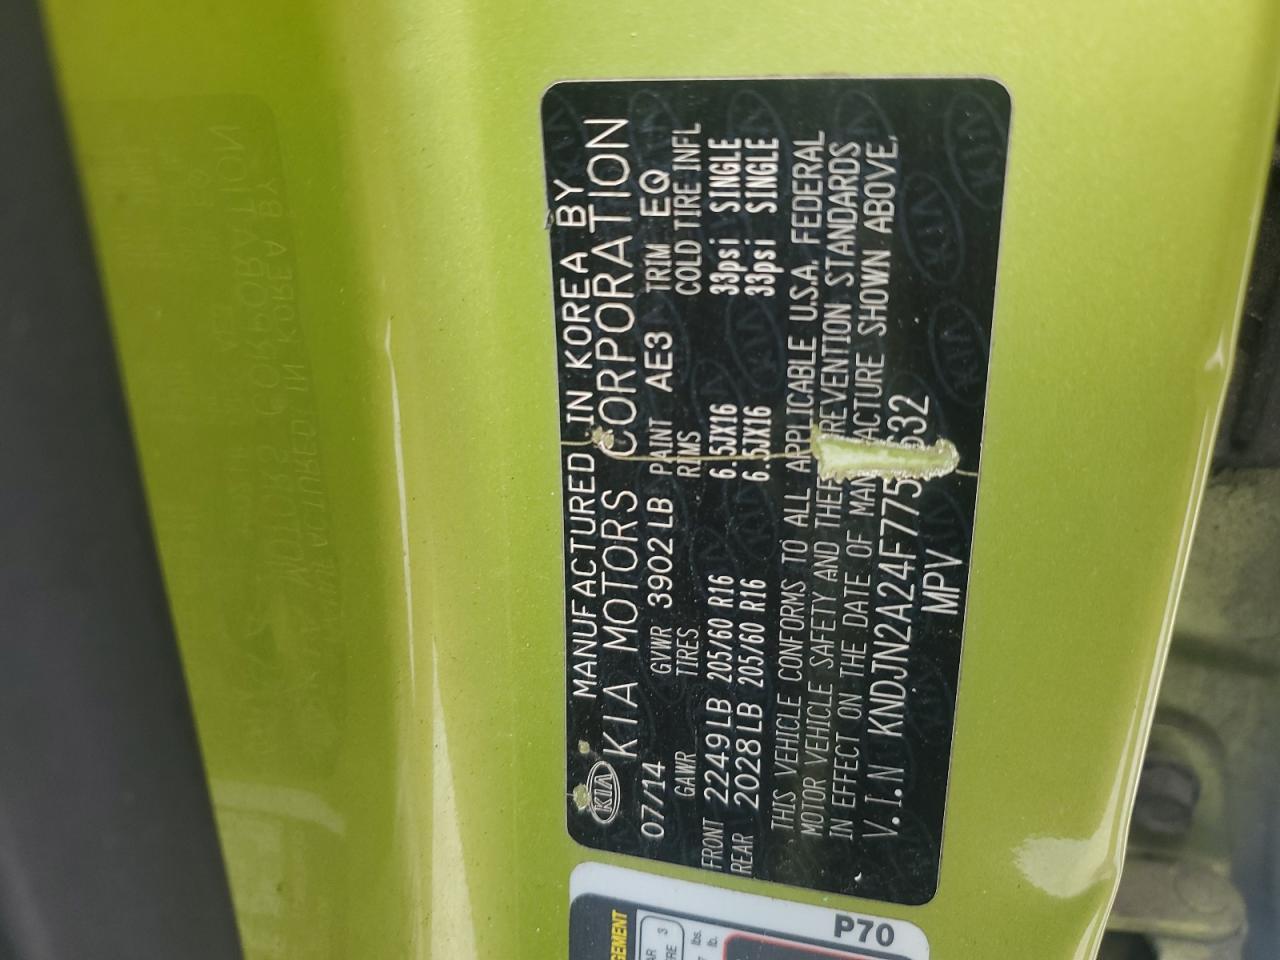 MANUFACTURED IN KOREA BY
KIA KIA MOTORS CORPORATION
07/14 GVWR 3902LB PAINT AE3 TRIM EQ
GAWR TIRES RIMS COLD TIRE INFL
FRONT 2249LB 205/60 R16 6.5JX16 33psi SINGLE
REAR 2028LB 205/60 R16 6.5JX16 33psi SINGLE
THIS VEHICLE CONFORMS TO ALL APPLICABLE U.S.A. FEDERAL
MOTOR VEHICLE SAFETY AND PREVENTION STANDARDS
IN EFFECT ON THE DATE OF MANUFACTURE SHOWN ABOVE.
V.I.N
MPV
P70